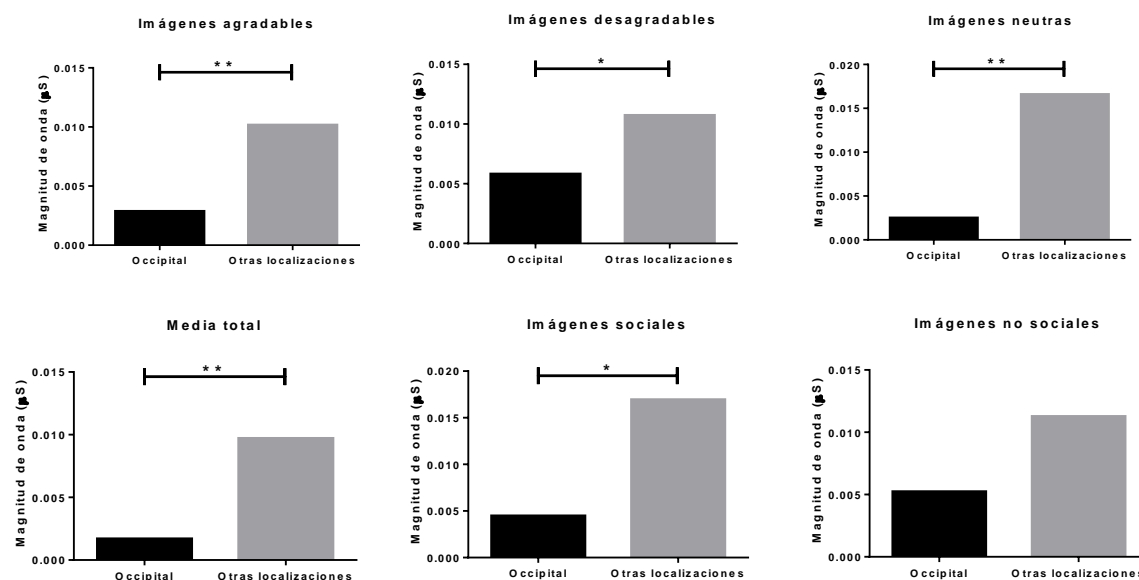 Imágenes agradables
Magnitud de onda (µS)
0.015
0.010
0.005
0.000
**
Occipital
Otras localizaciones
Imágenes desagradables
Magnitud de onda (µS)
0.015
0.010
0.005
0.000
*
Occipital
Otras localizaciones
Imágenes neutras
Magnitud de onda (µS)
0.020
0.015
0.010
0.005
0.000
**
Occipital
Otras localizaciones
Media total
Magnitud de onda (µS)
0.015
0.010
0.005
0.000
**
Occipital
Otras localizaciones
Imágenes sociales
Magnitud de onda (µS)
0.020
0.015
0.010
0.005
0.000
*
Occipital
Otras localizaciones
Imágenes no sociales
Magnitud de onda (µS)
0.015
0.010
0.005
0.000
Occipital
Otras localizaciones